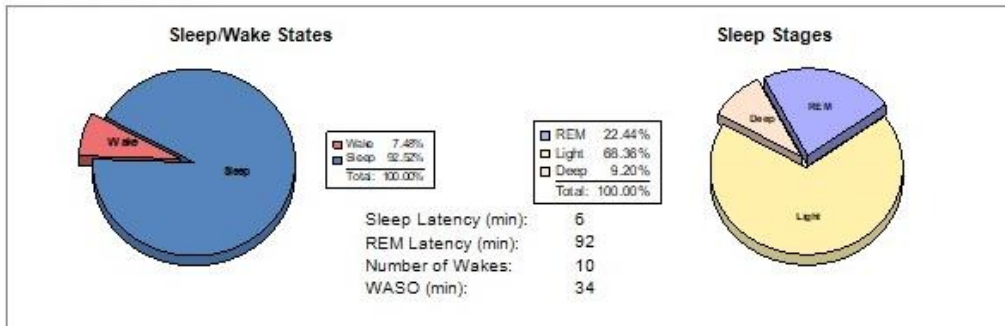 Sleep/Wake States
Wake
Sleep
Wake 7.48%
Sleep 92.52%
Total: 100.00%
Sleep Stages
Deep
REM
Light
REM 22.44%
Light 68.36%
Deep 9.20%
Total: 100.00%
Sleep Latency (min): 6
REM Latency (min): 92
Number of Wakes: 10
WASO (min): 34